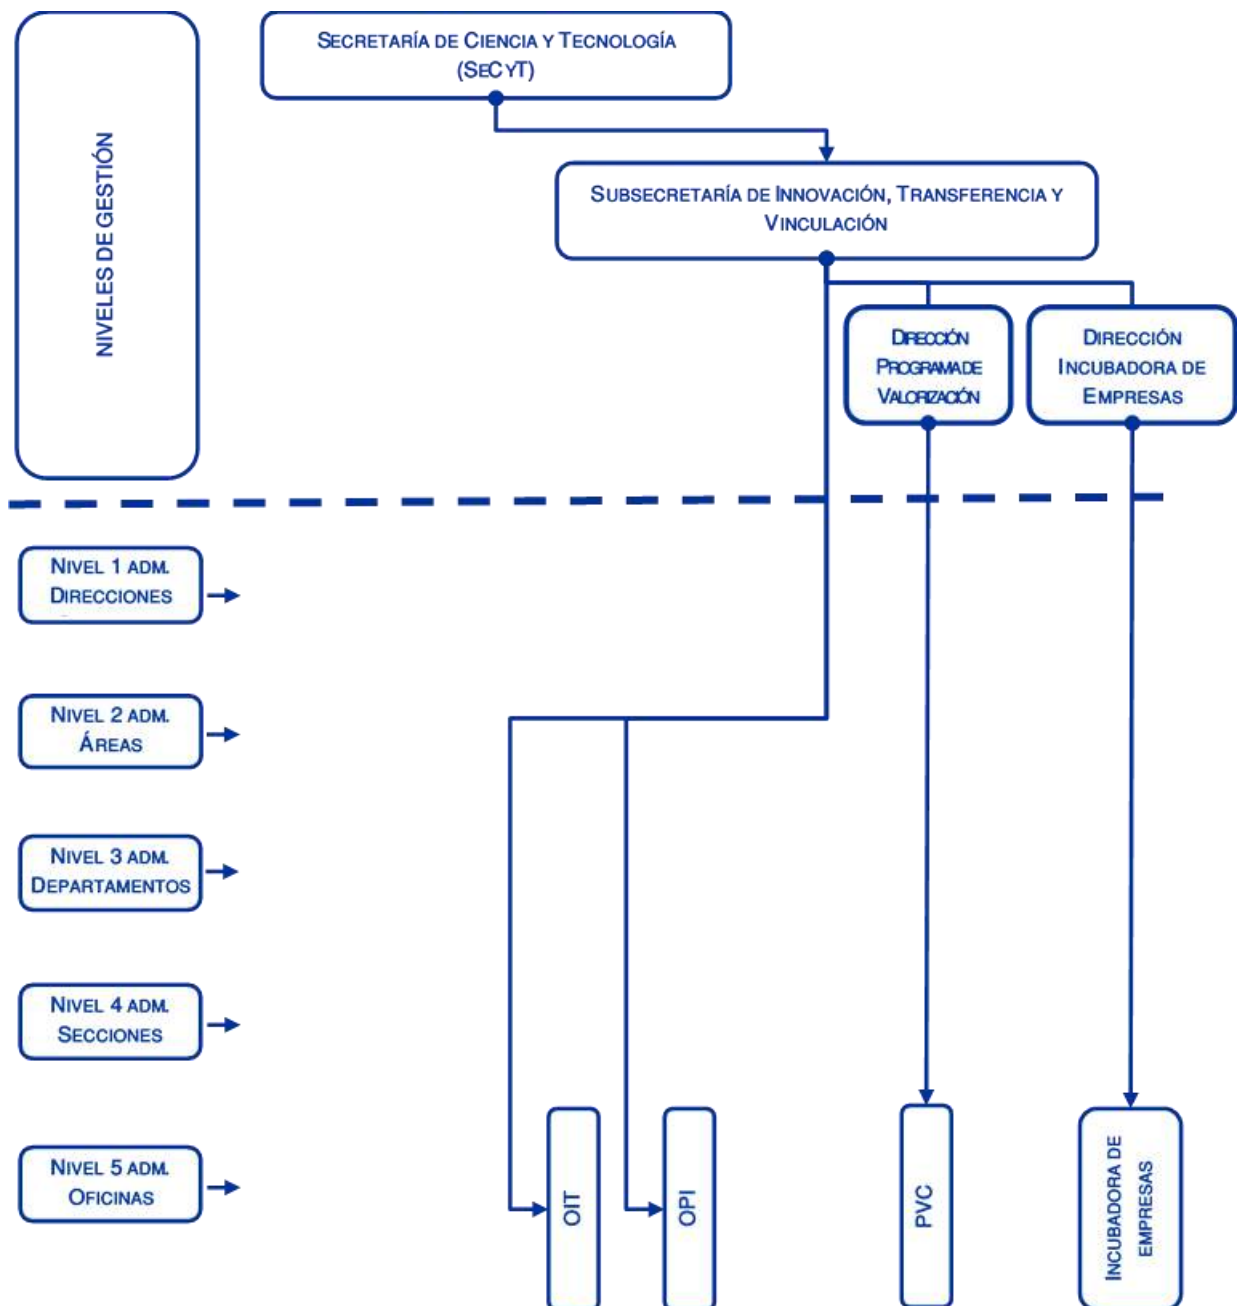 NIVELES DE GESTIÓN
SECRETARÍA DE CIENCIA Y TECNOLOGÍA
(SECYT)
SUBSECRETARÍA DE INNOVACIÓN, TRANSFERENCIA Y
VINCULACIÓN
DIRECCIÓN
PROGRAMA DE
VALORIZACIÓN
DIRECCIÓN
INCUBADORA DE
EMPRESAS
NIVEL 1 ADM.
DIRECCIONES
NIVEL 2 ADM.
ÁREAS
NIVEL 3 ADM.
DEPARTAMENTOS
NIVEL 4 ADM.
SECCIONES
NIVEL 5 ADM.
OFICINAS
OIT
OPI
PVC
INCUBADORA DE
EMPRESAS